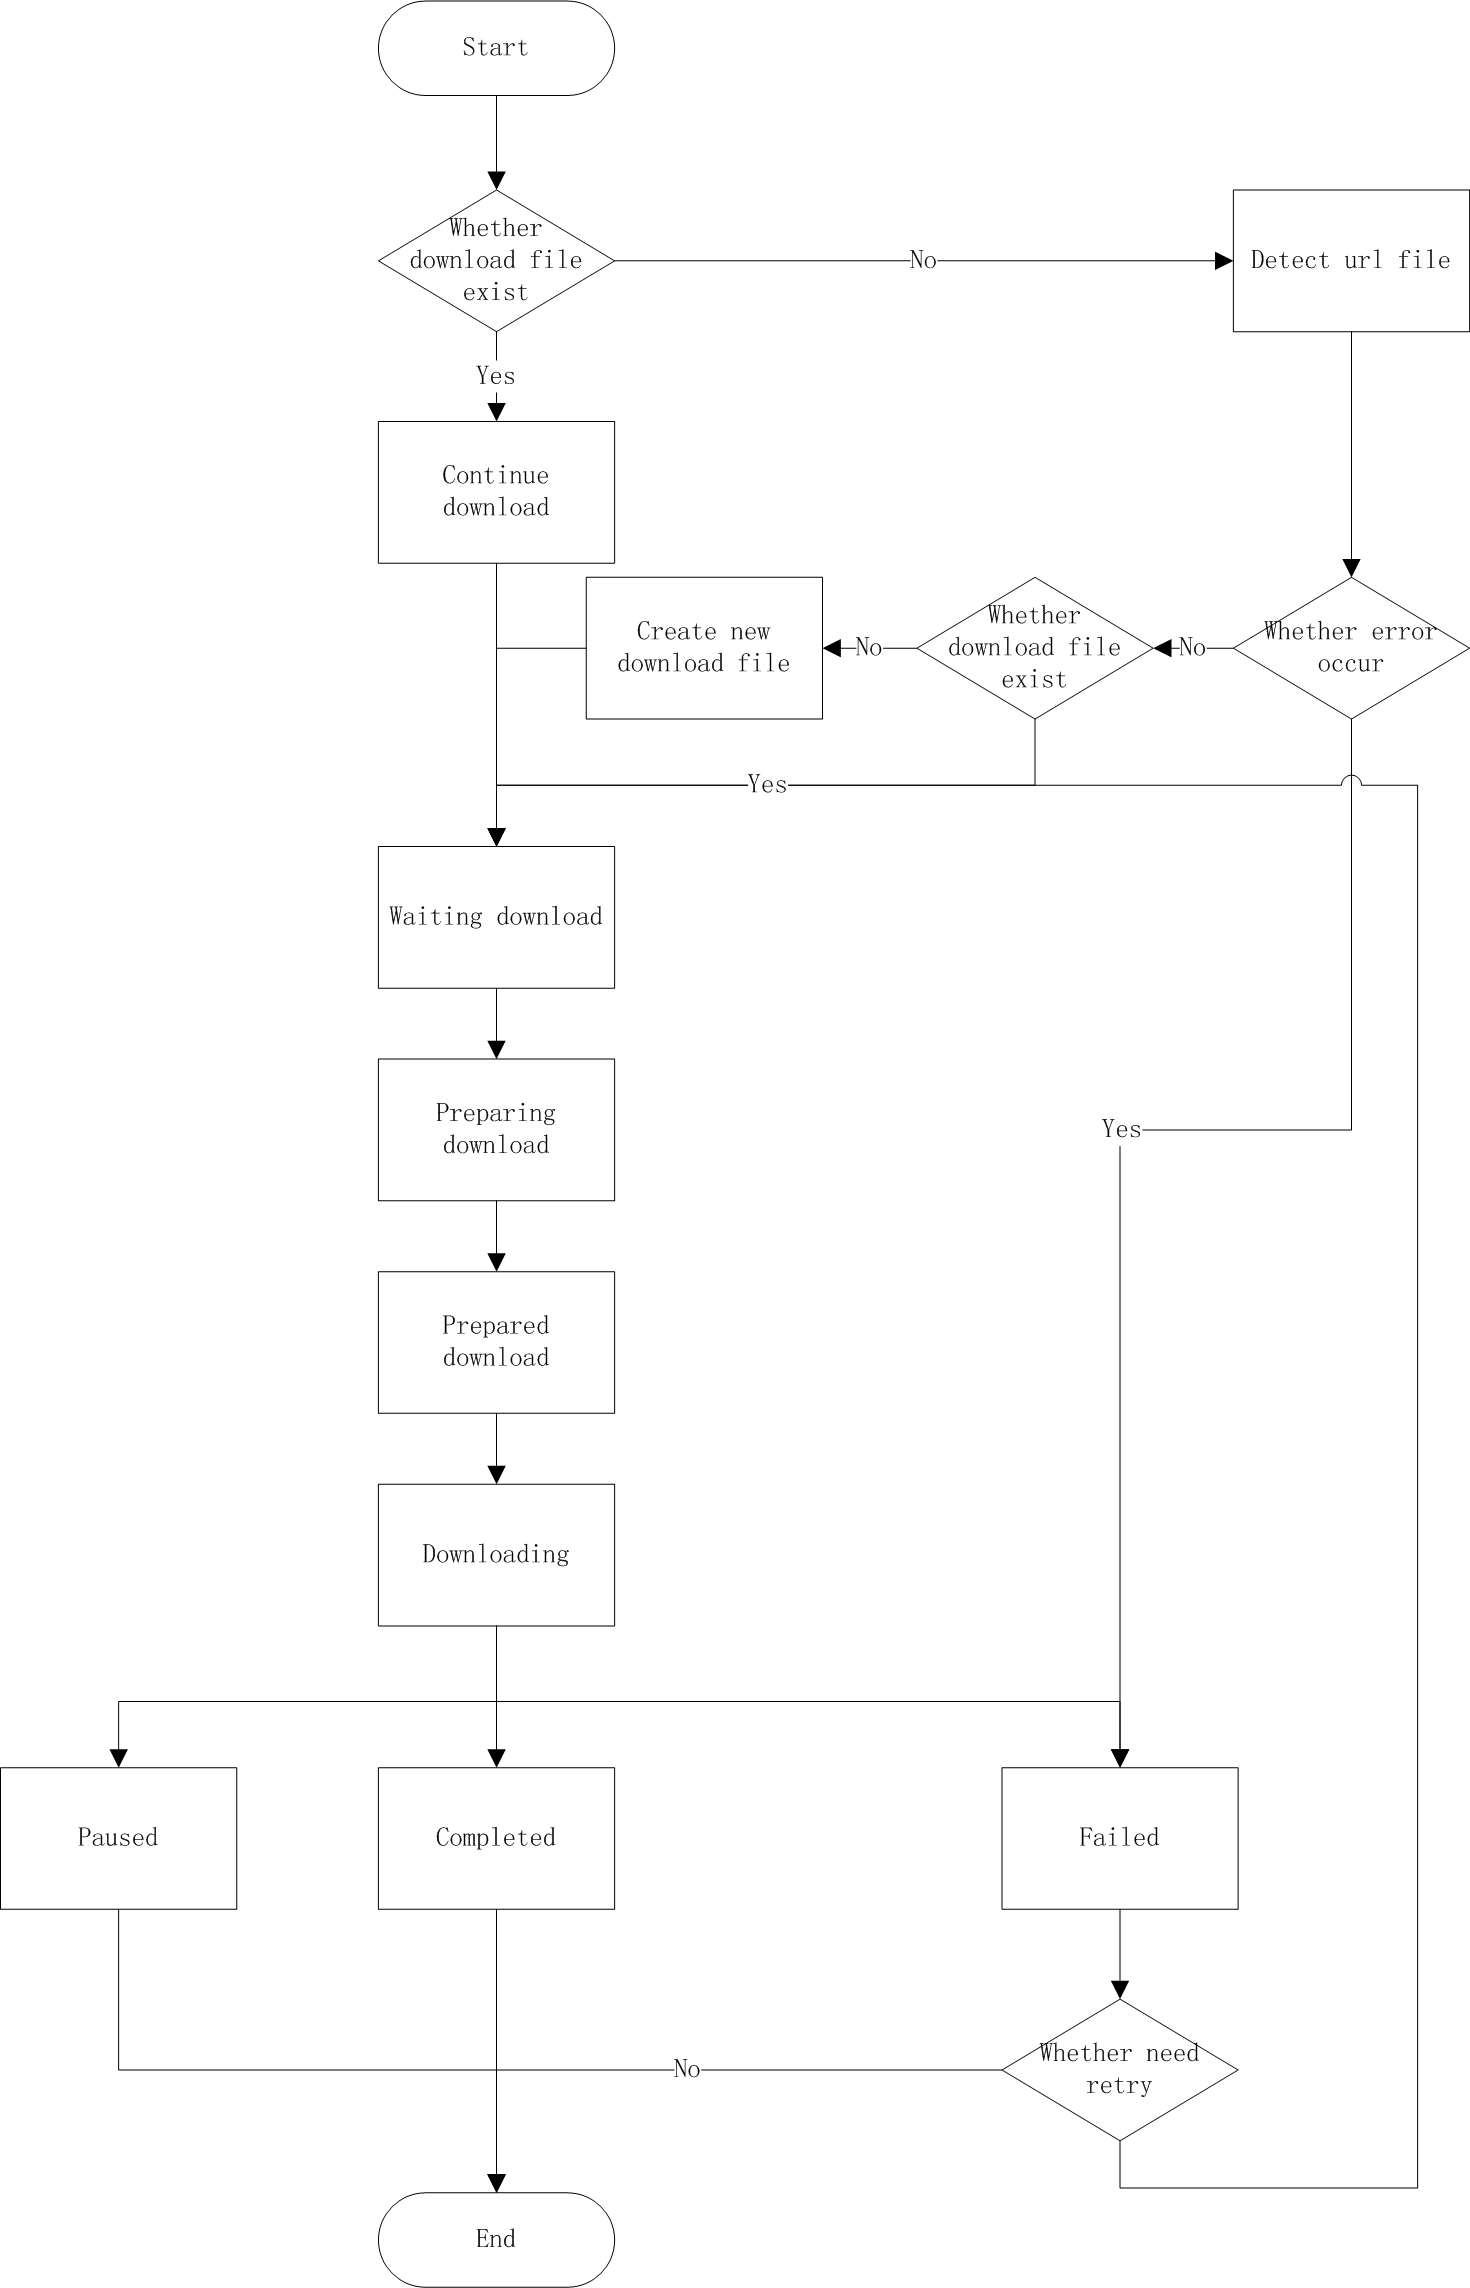 Start
Whether
download file
exist
No
Detect url file
Yes
Continue
download
Create new
download file
No
Whether
download file
exist
No
Whether error
occur
Yes
Waiting download
Preparing
download
Yes
Prepared
download
Downloading
Paused
Completed
Failed
Whether need
retry
No
End